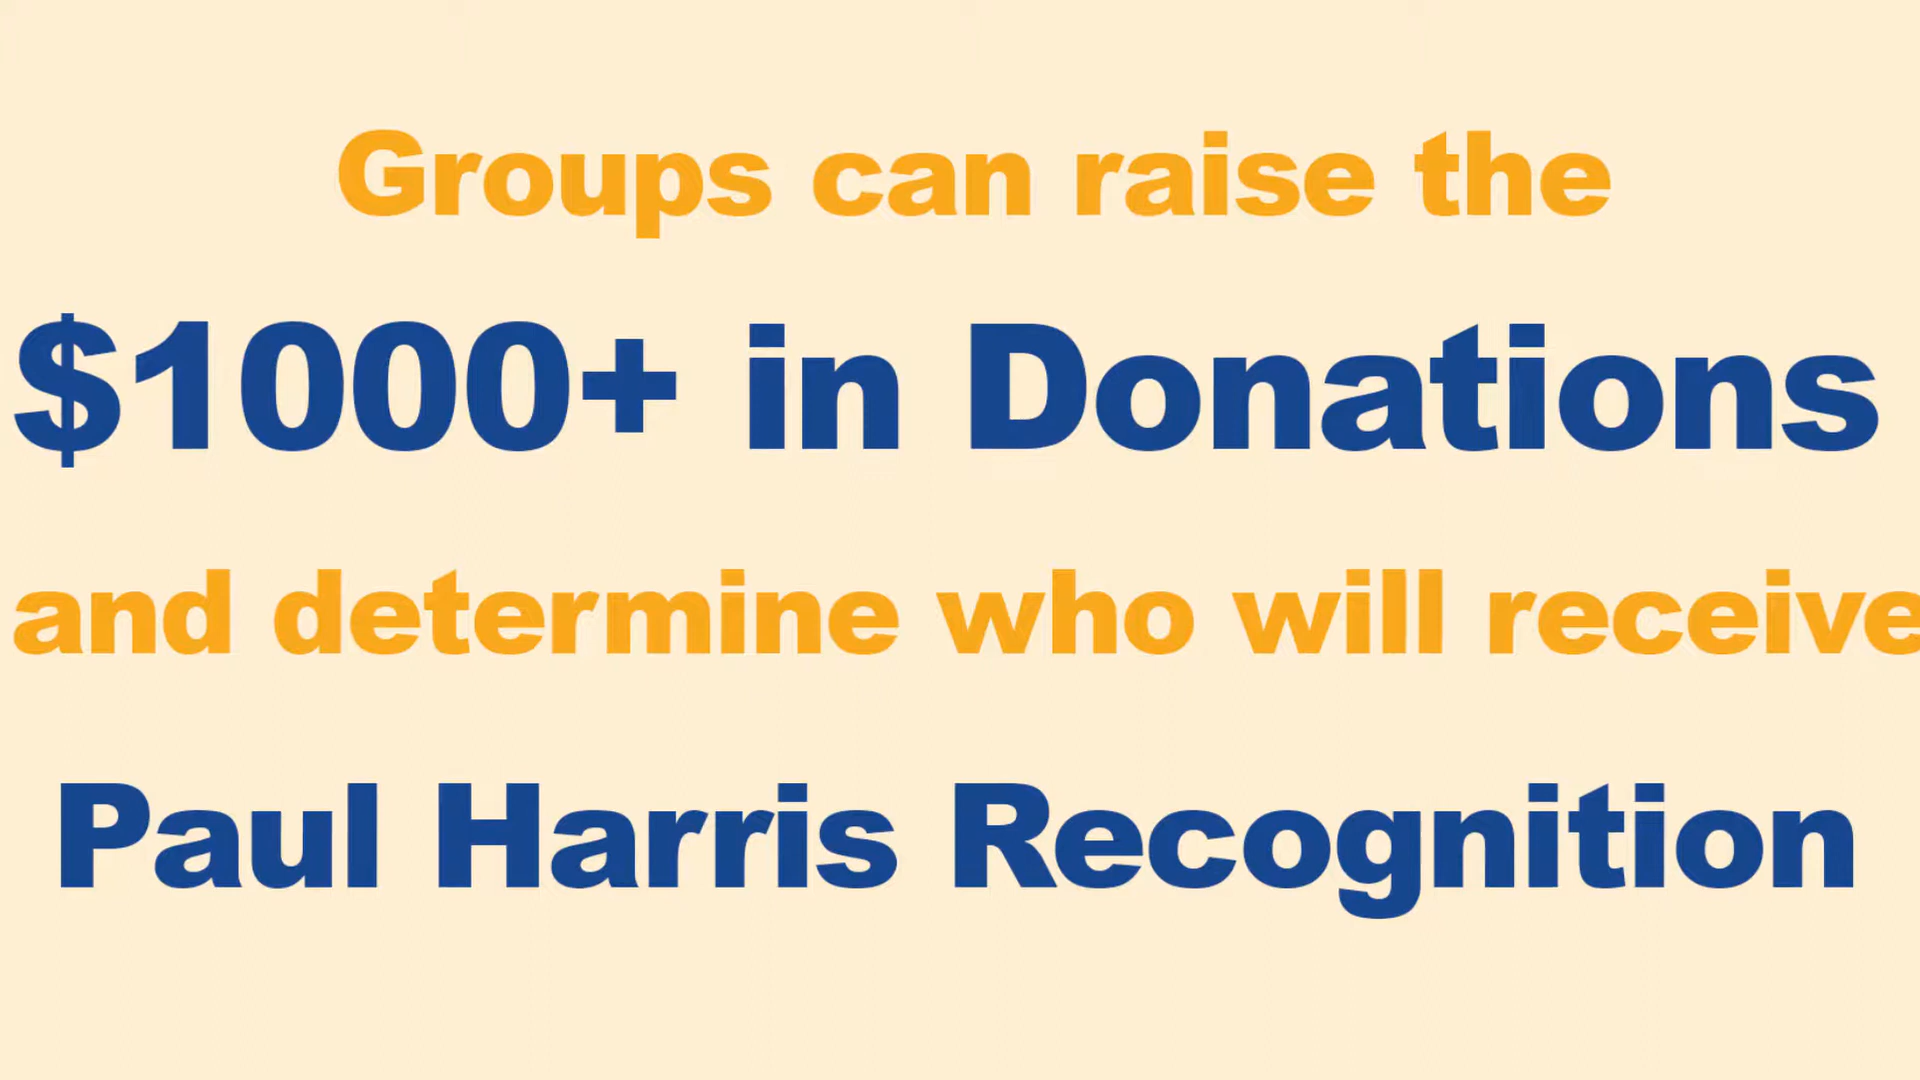 Groups can raise the
$1000+ in Donations
and determine who will receive
Paul Harris Recognition